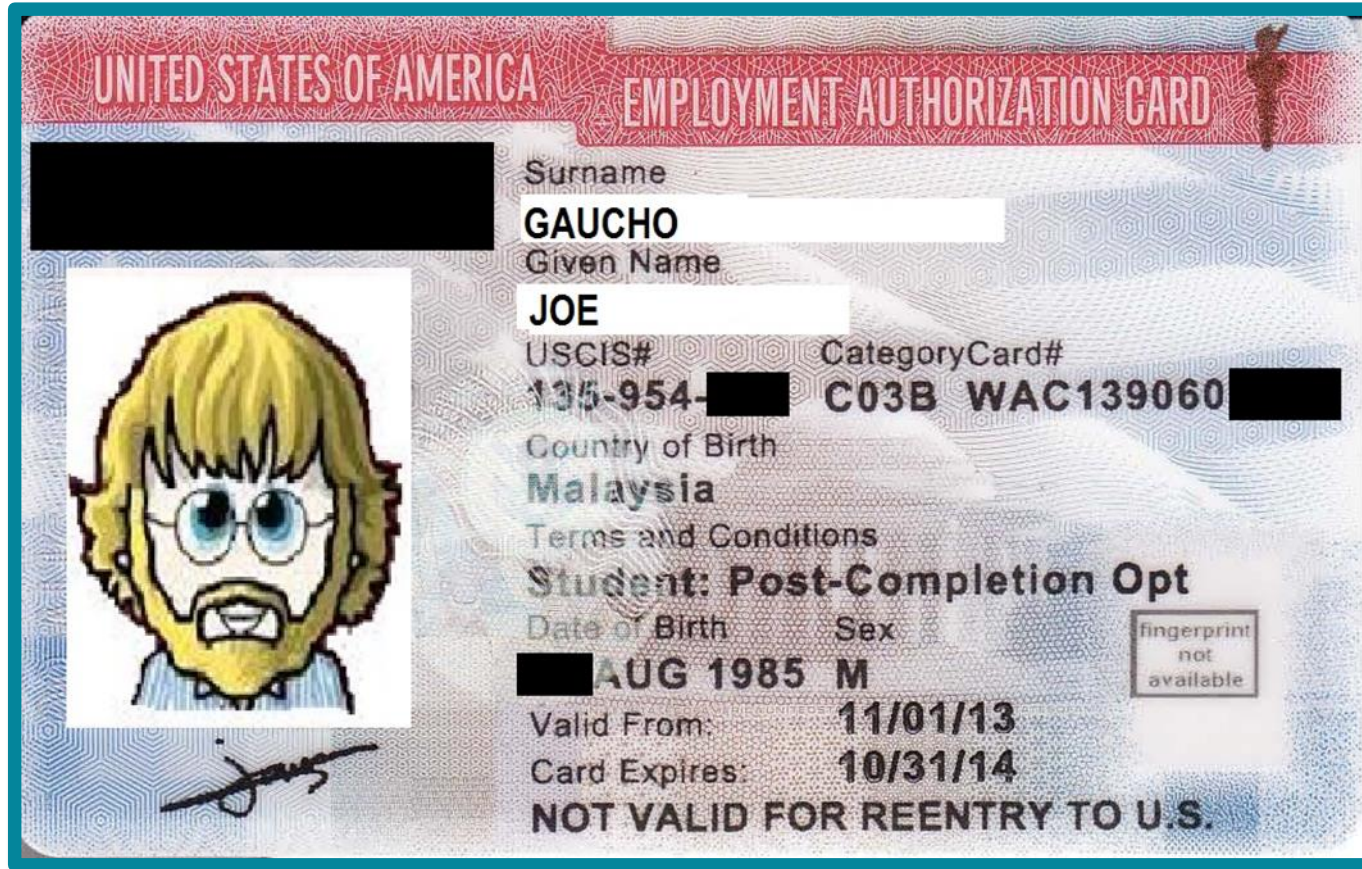 UNITED STATES OF AMERICA EMPLOYMENT AUTHORIZATION CARD
Surname
GAUCHO
Given Name
JOE
USCIS# CategoryCard#
135-954- C03B WAC139060
Country of Birth
Malaysia
Terms and Conditions
Student: Post-Completion Opt
Date of Birth Sex
AUG 1985 M
fingerprint
not
available
Valid From: 11/01/13
Card Expires: 10/31/14
NOT VALID FOR REENTRY TO U.S.